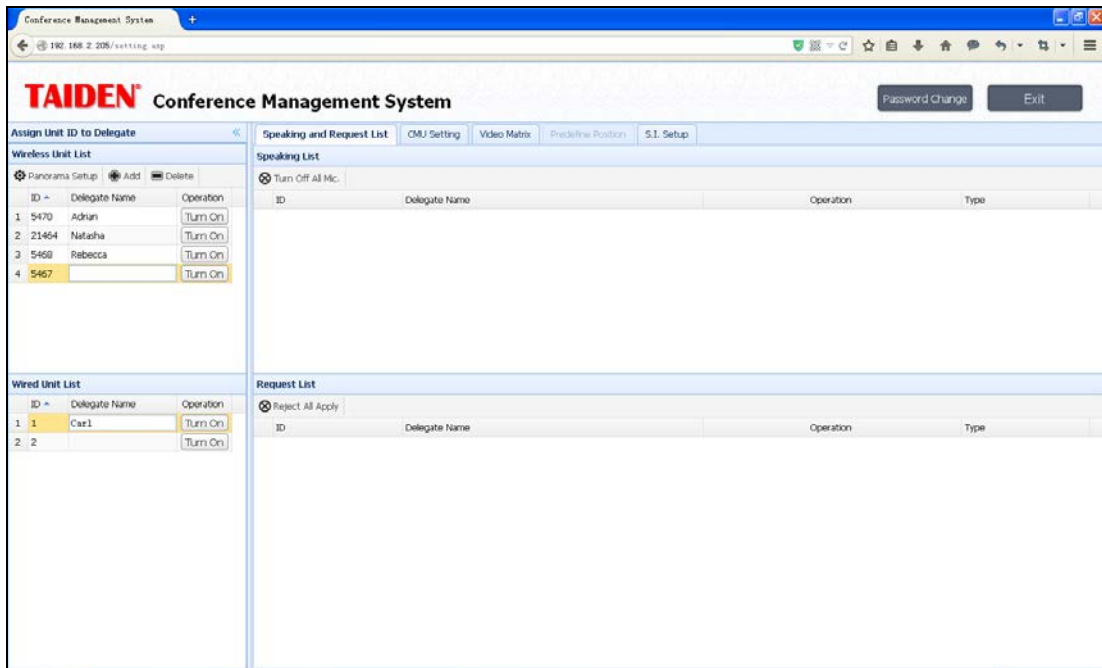 Conference Management System
192.168.2.205/setting.asp
TAIDEN® Conference Management System
Password Change
Exit
Assign Unit ID to Delegate
Wireless Unit List
Panorama Setup Add Delete
ID Delegate Name Operation
1 5470 Adrian Turn On
2 21464 Natasha Turn On
3 5468 Rebecca Turn On
4 5467 Turn On
Wired Unit List
ID Delegate Name Operation
1 1 Carl Turn On
2 2 Turn On
Speaking and Request List CMU Setting Video Matrix Predefine Position S.I. Setup
Speaking List
Turn Off All Mic.
ID Delegate Name Operation Type
Request List
Reject All Apply
ID Delegate Name Operation Type